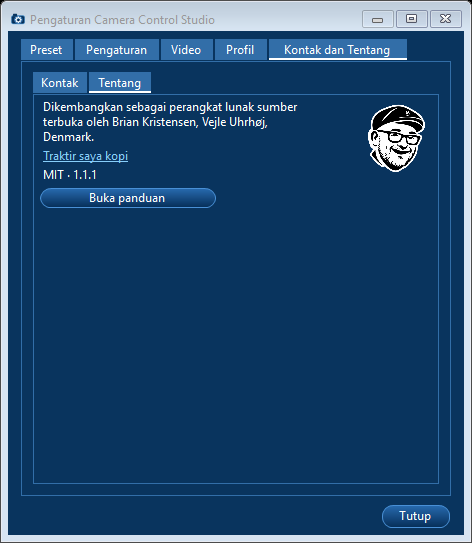 Pengaturan Camera Control Studio
Preset
Pengaturan
Video
Profil
Kontak dan Tentang
Kontak
Tentang
Dikembangkan sebagai perangkat lunak sumber
terbuka oleh Brian Kristensen, Vejle Uhrhøj,
Denmark.
Traktir saya kopi
MIT · 1.1.1
Buka panduan
Tutup